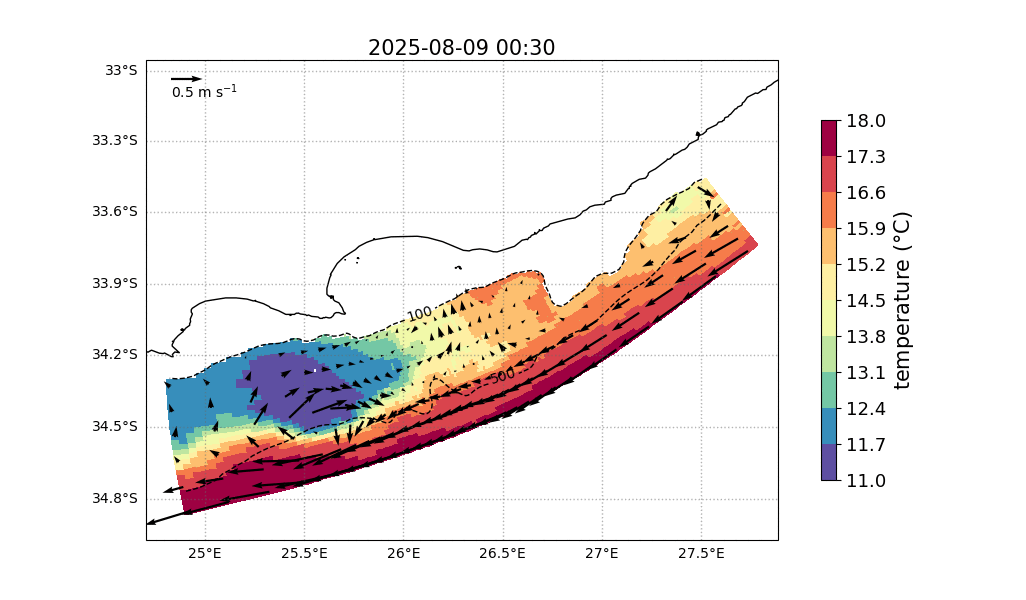 2025-08-09 00:30
0.5 m s⁻¹
33°S
33.3°S
33.6°S
33.9°S
34.2°S
34.5°S
34.8°S
25°E
25.5°E
26°E
26.5°E
27°E
27.5°E
100
500
18.0
17.3
16.6
15.9
15.2
14.5
13.8
13.1
12.4
11.7
11.0
temperature (°C)